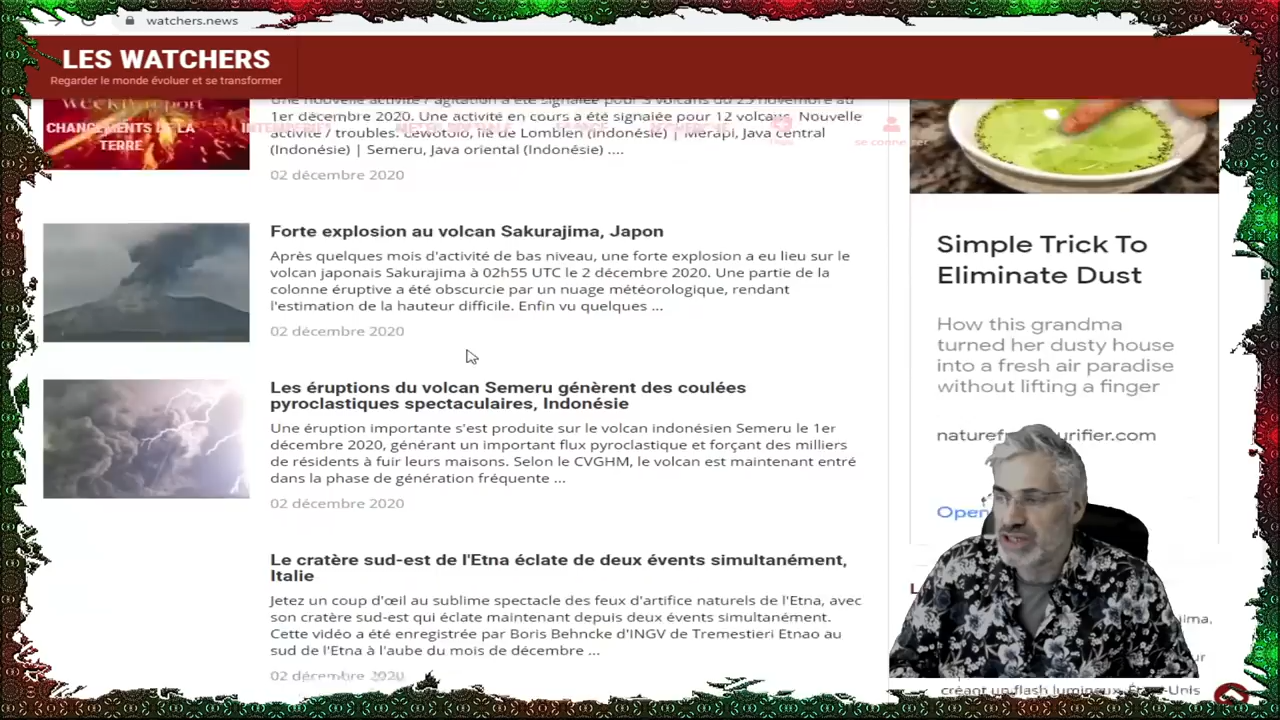 watchers.news
LES WATCHERS
Regarder le monde évoluer et se transformer
weekly report
CHANGEMENTS DE LA
TERRE
Une nouvelle activité / agitation a été signalée pour 3 volcans du 25 novembre au
1er décembre 2020. Une activité en cours a été signalée pour 12 volcans. Nouvelle
activité / troubles. Lewotolo, île de Lomblen (Indonésie) | Merapi, Java central
(Indonésie) | Semeru, Java oriental (Indonésie) ....
02 décembre 2020
Forte explosion au volcan Sakurajima, Japon
Après quelques mois d'activité de bas niveau, une forte explosion a eu lieu sur le
volcan japonais Sakurajima à 02h55 UTC le 2 décembre 2020. Une partie de la
colonne éruptive a été obscurcie par un nuage météorologique, rendant
l'estimation de la hauteur difficile. Enfin vu quelques ...
02 décembre 2020
Les éruptions du volcan Semeru génèrent des coulées
pyroclastiques spectaculaires, Indonésie
Une éruption importante s'est produite sur le volcan indonésien Semeru le 1er
décembre 2020, générant un important flux pyroclastique et forçant des milliers
de résidents à fuir leurs maisons. Selon le CVGHM, le volcan est maintenant entré
dans la phase de génération fréquente ...
02 décembre 2020
Le cratère sud-est de l'Etna éclate de deux évents simultanément,
Italie
Jetez un coup d'œil au sublime spectacle des feux d'artifice naturels de l'Etna, avec
son cratère sud-est qui éclate maintenant depuis deux évents simultanément.
Cette vidéo a été enregistrée par Boris Behncke d'INGV de Tremestieri Etnao au
sud de l'Etna à l'aube du mois de décembre ...
02 décembre 2020
Simple Trick To
Eliminate Dust
How this grandma
turned her dusty house
into a fresh air paradise
without lifting a finger
Open
créant un flash lumineux, États-Unis